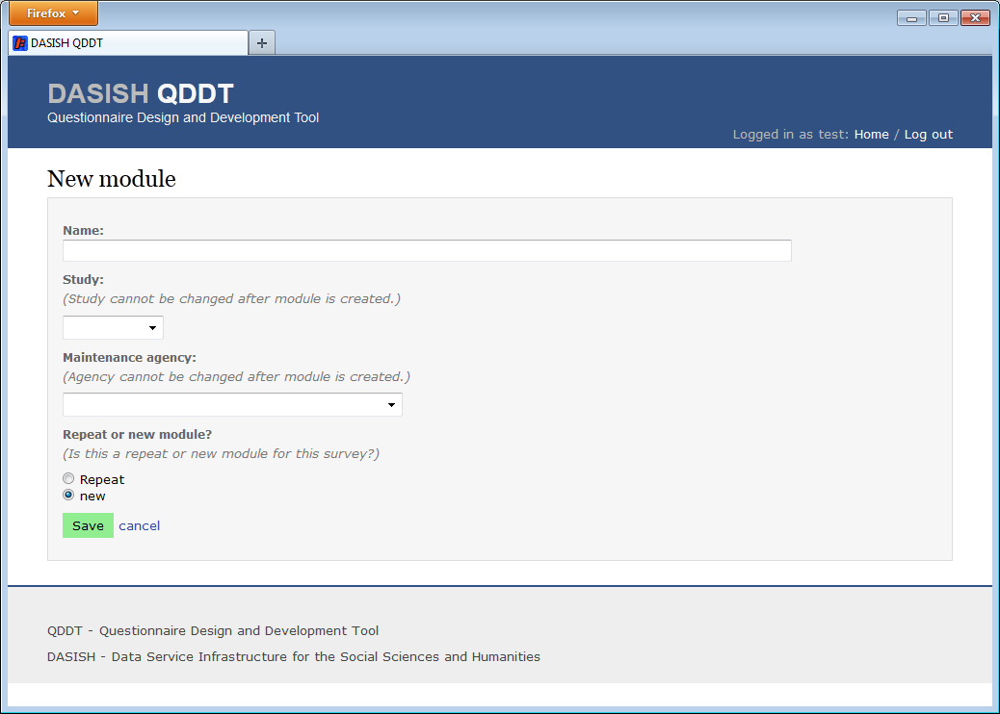 Firefox
DASISH QDDT
DASISH QDDT
Questionnaire Design and Development Tool
Logged in as test: Home / Log out
New module
Name:
Study:
(Study cannot be changed after module is created.)
Maintenance agency:
(Agency cannot be changed after module is created.)
Repeat or new module?
(Is this a repeat or new module for this survey?)
Repeat
new
Save cancel
QDDT - Questionnaire Design and Development Tool
DASISH - Data Service Infrastructure for the Social Sciences and Humanities